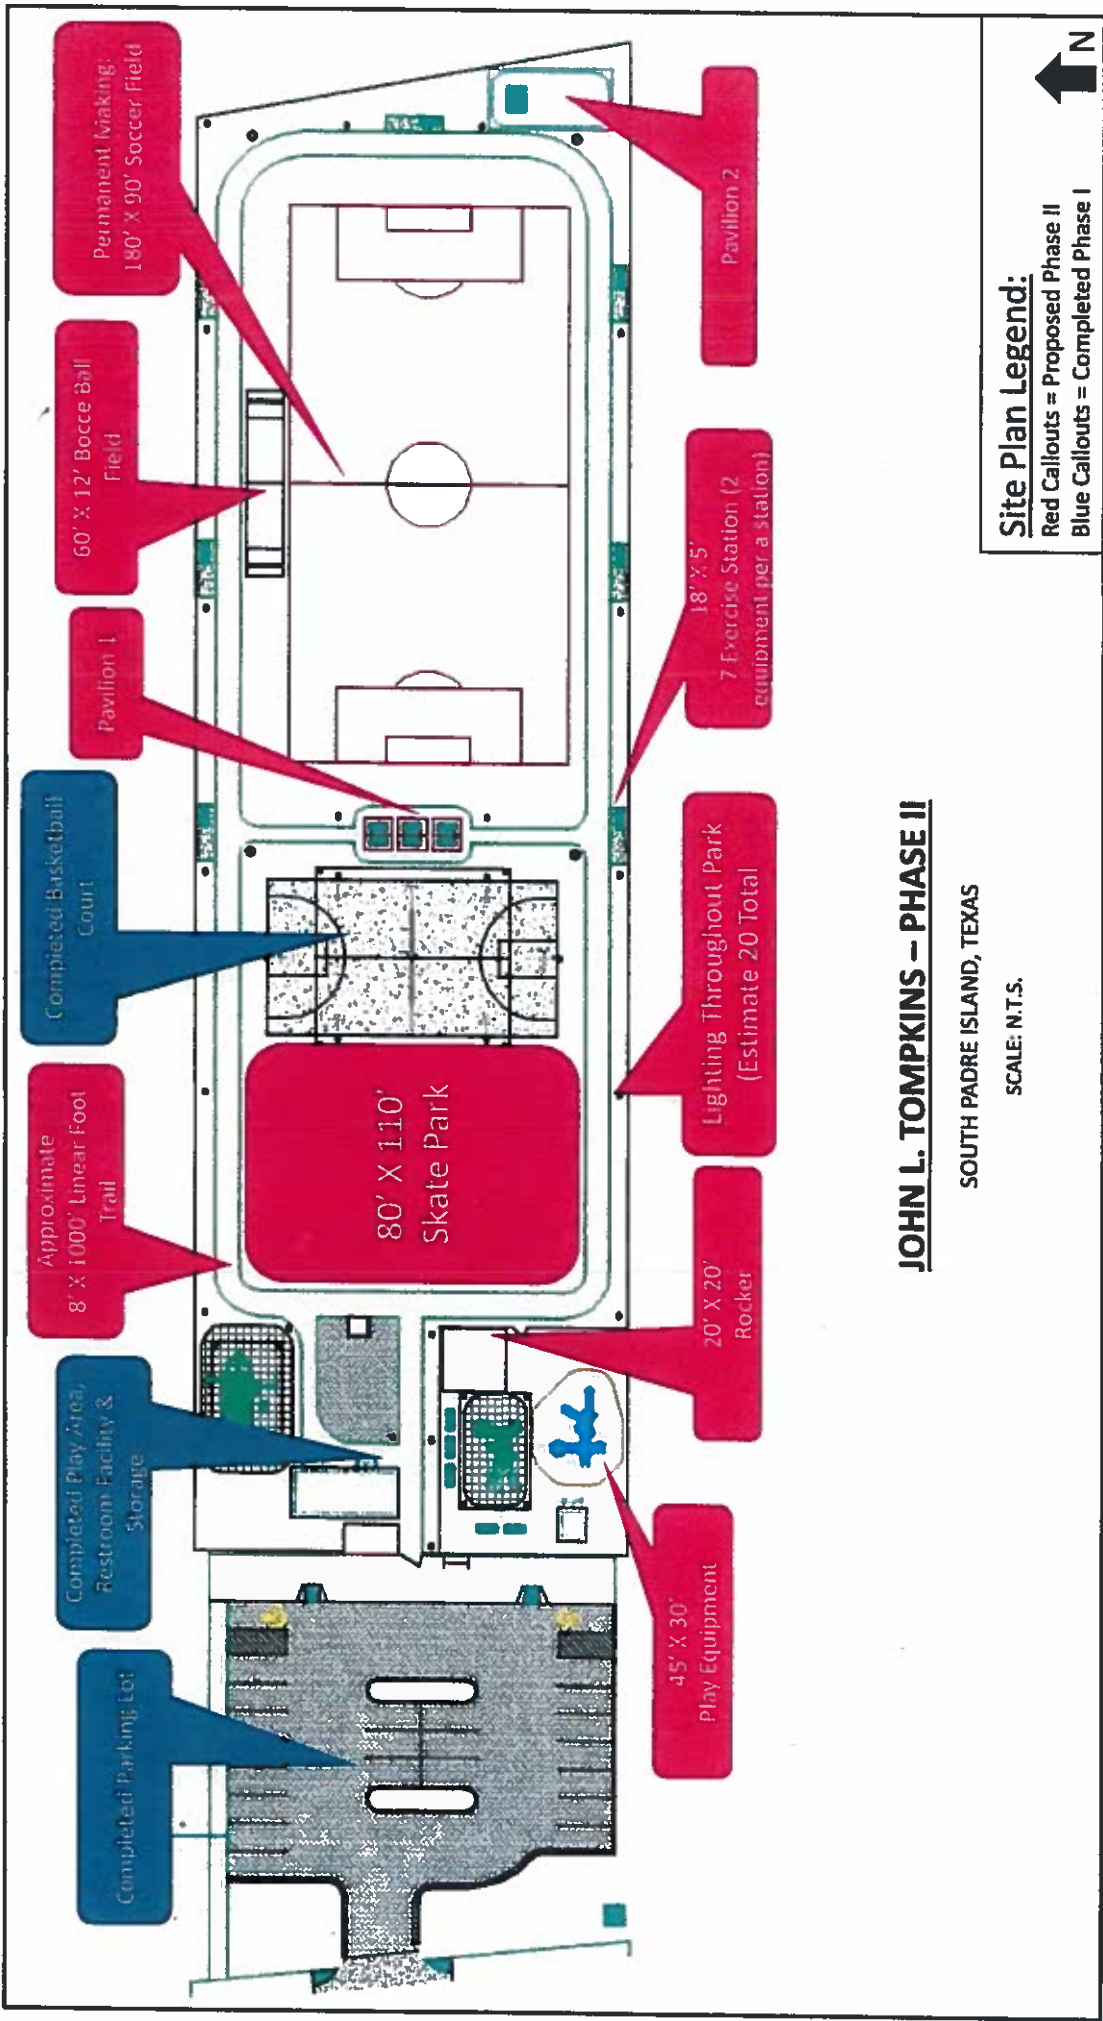 Completed Parking Lot
Completed Play Area,
Restroom Facility &
Storage
Approximate
8' X 1000' Linear Foot
Trail
Completed Basketball
Court
Pavilion 1
60' X 12' Bocce Ball
Field
Permanent Making:
180' X 90' Soccer Field
80' X 110'
Skate Park
45' X 30'
Play Equipment
20' X 20'
Rocker
Lighting Throughout Park
(Estimate 20 Total
18' X 5'
7 Exercise Station (2
equipment per a station)
Pavilion 2
JOHN L. TOMPKINS – PHASE II
SOUTH PADRE ISLAND, TEXAS
SCALE: N.T.S.
Site Plan Legend:
Red Callouts = Proposed Phase II
Blue Callouts = Completed Phase I
N